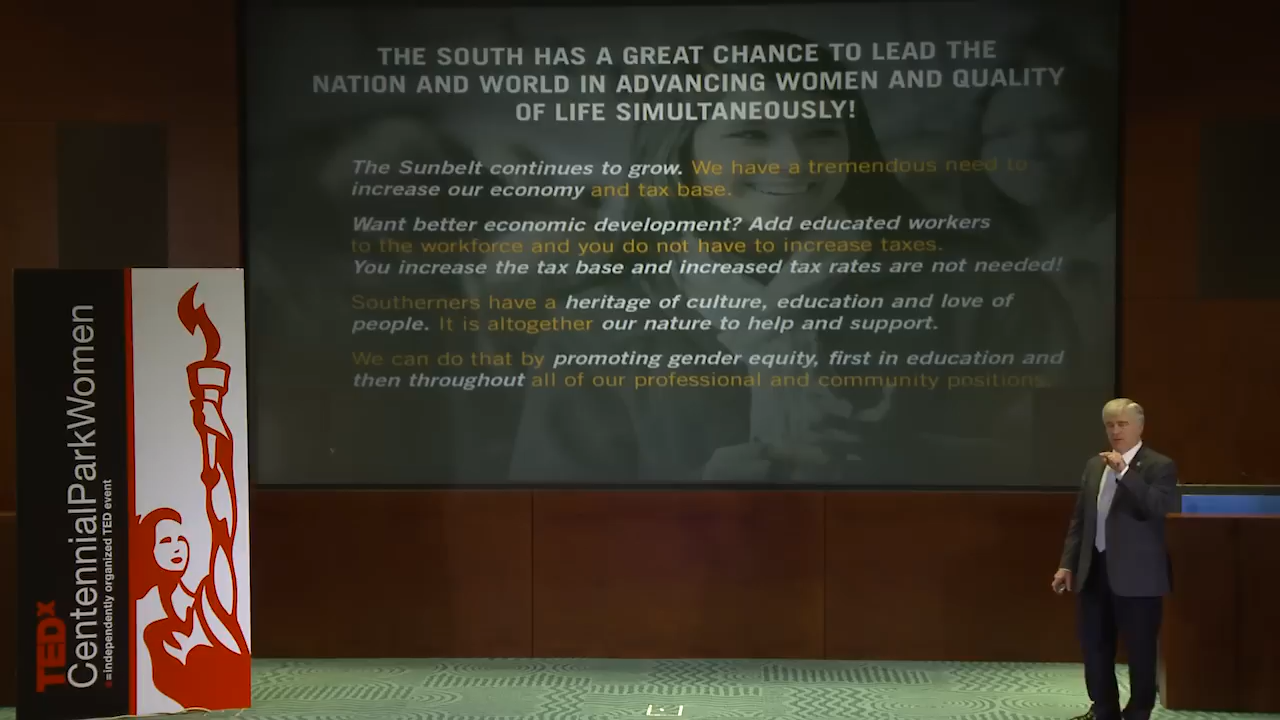 THE SOUTH HAS A GREAT CHANCE TO LEAD THE
NATION AND WORLD IN ADVANCING WOMEN AND QUALITY
OF LIFE SIMULTANEOUSLY!
The Sunbelt continues to grow. We have a tremendous need to
increase our economy and tax base.
Want better economic development? Add educated workers
to the workforce and you do not have to increase taxes.
You increase the tax base and increased tax rates are not needed!
Southerners have a heritage of culture, education and love of
people. It is altogether our nature to help and support.
We can do that by promoting gender equity, first in education and
then throughout all of our professional and community positions.
TEDx
CentennialParkWomen
=independently organized TED event